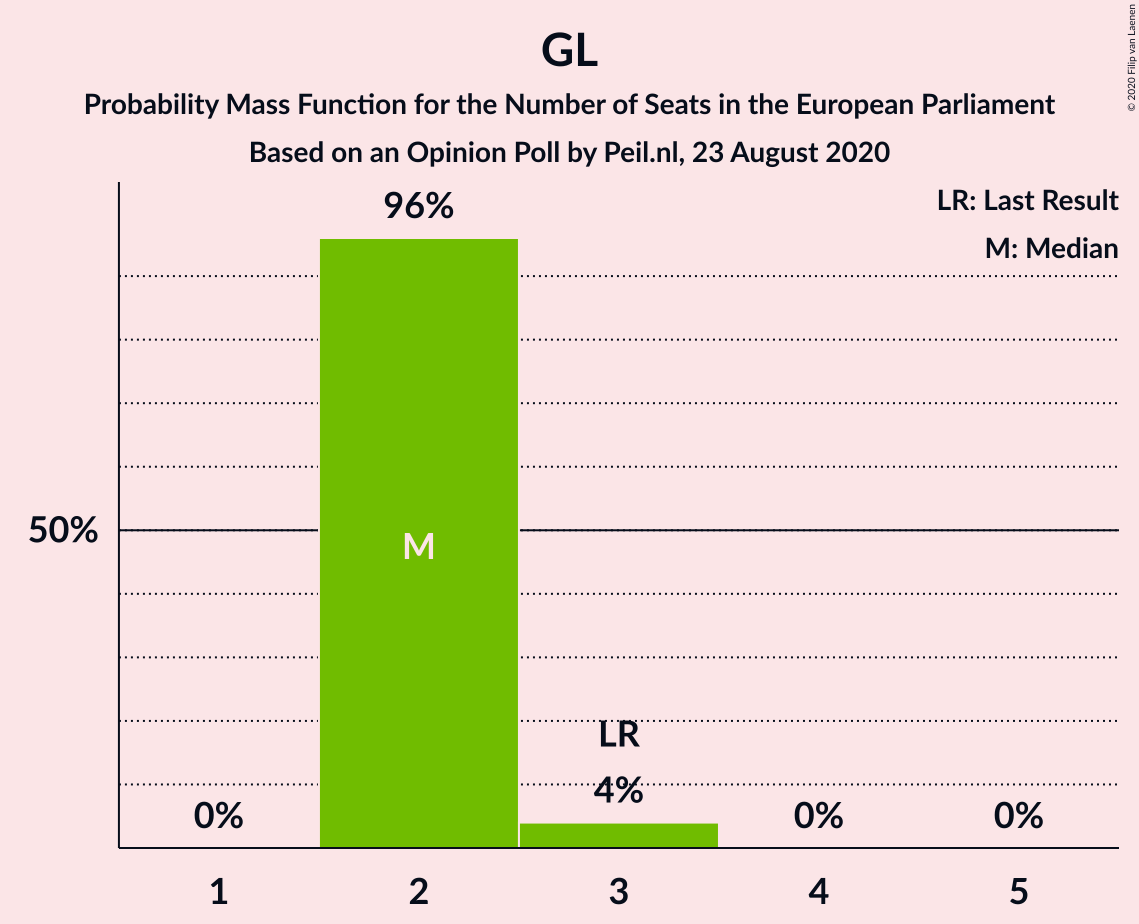 GL
Probability Mass Function for the Number of Seats in the European Parliament
Based on an Opinion Poll by Peil.nl, 23 August 2020
© 2020 Filip van Laenen
LR: Last Result
M: Median
96%
50%
M
LR
4%
0%
0%
0%
1
2
3
4
5